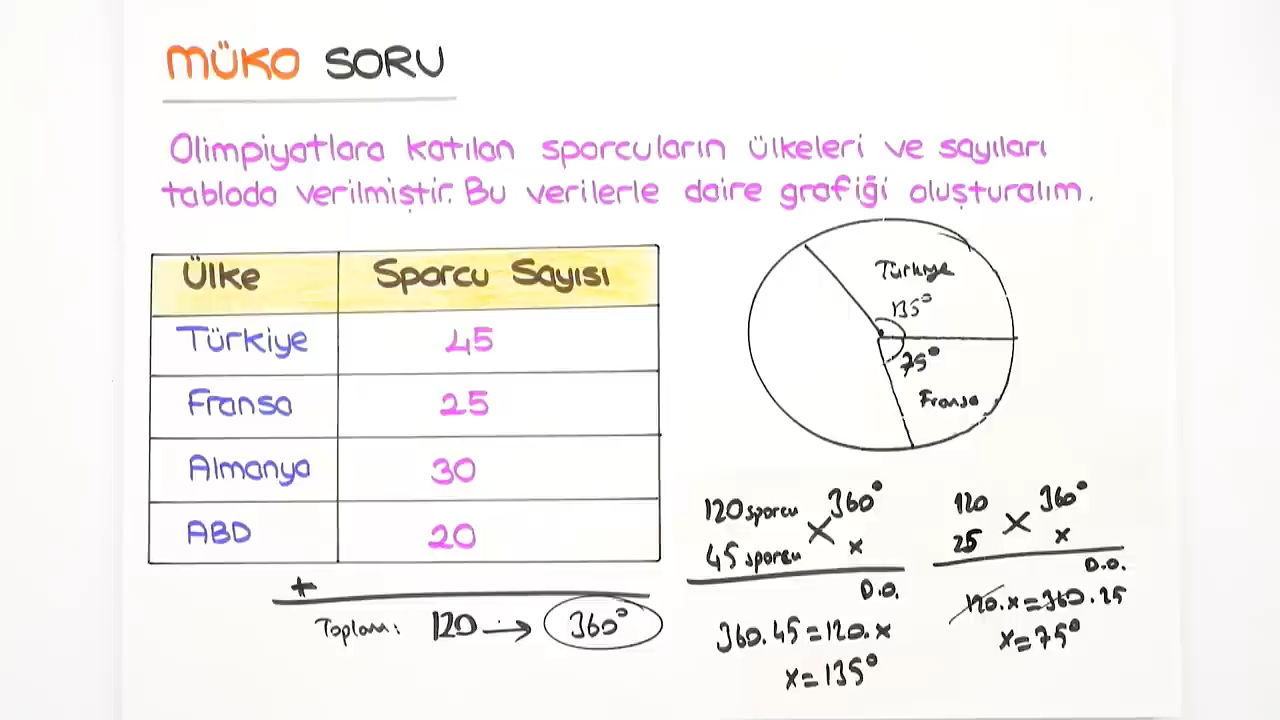 MÜKO SORU
Olimpiyatlara katılan sporcuların ülkeleri ve sayıları
tabloda verilmiştir. Bu verilerle daire grafiği oluşturalım.
Ülke Sporcu Sayısı
Türkiye 45
Fransa 25
Almanya 30
ABD 20
+
Toplam: 120 → 360°
Türkiye
135°
75°
Fransa
120 sporcu 360°
45 sporcu x
D.O.
360.45=120.x
x=135°
120 360°
25 x
D.O.
120.x=360.25
x=75°